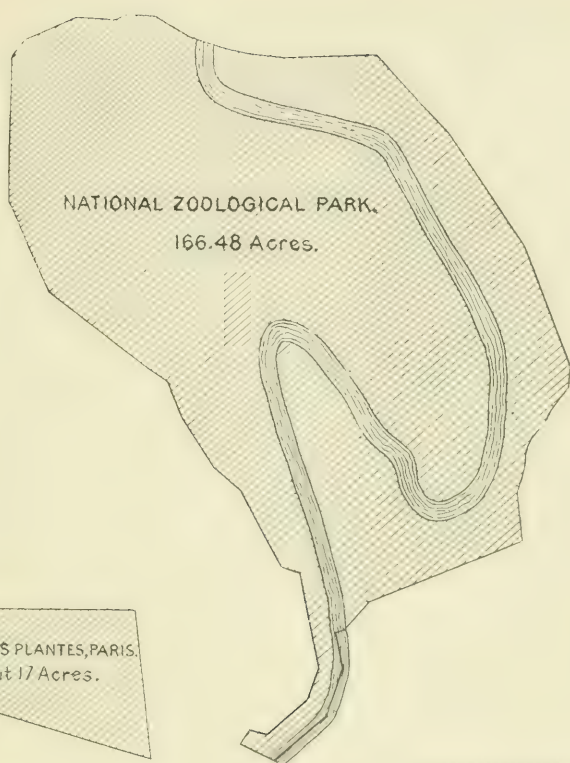 NATIONAL ZOOLOGICAL PARK.
166.48 Acres.
S PLANTES, PARIS.
t 17 Acres.